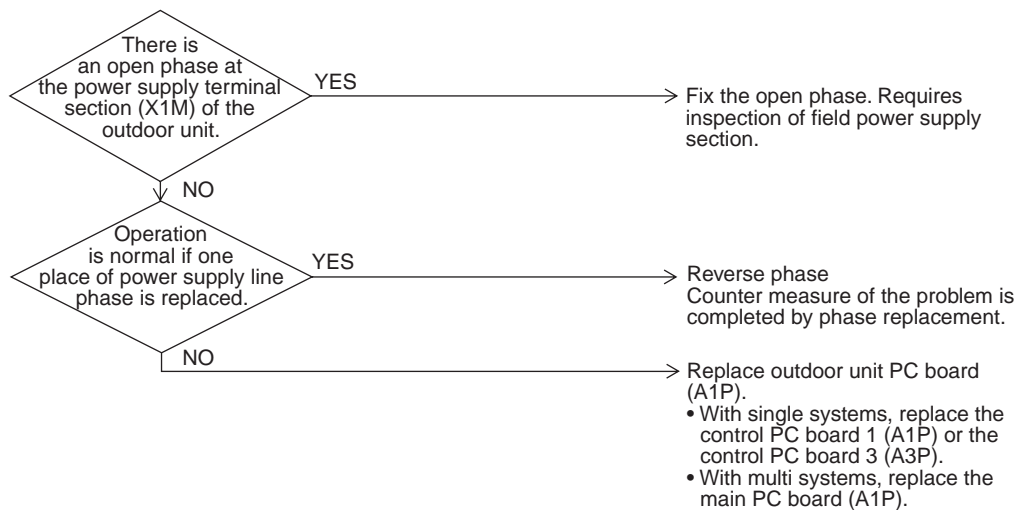 There is
an open phase at
the power supply terminal
section (X1M) of the
outdoor unit.
YES
Fix the open phase. Requires
inspection of field power supply
section.
NO
Operation
is normal if one
place of power supply line
phase is replaced.
YES
Reverse phase
Counter measure of the problem is
completed by phase replacement.
NO
Replace outdoor unit PC board
(A1P).
• With single systems, replace the
control PC board 1 (A1P) or the
control PC board 3 (A3P).
• With multi systems, replace the
main PC board (A1P).